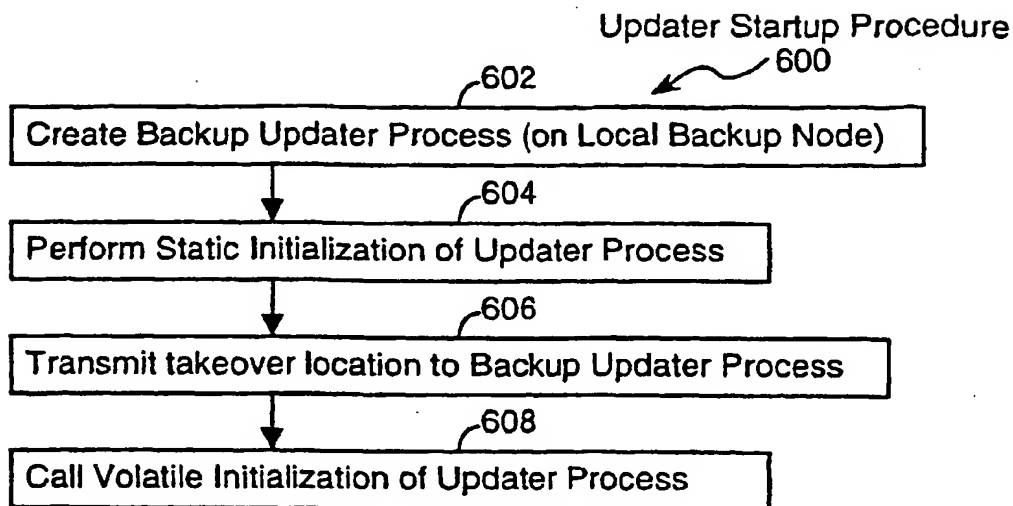 Updater Startup Procedure
600
602
Create Backup Updater Process (on Local Backup Node)
604
Perform Static Initialization of Updater Process
606
Transmit takeover location to Backup Updater Process
608
Call Volatile Initialization of Updater Process